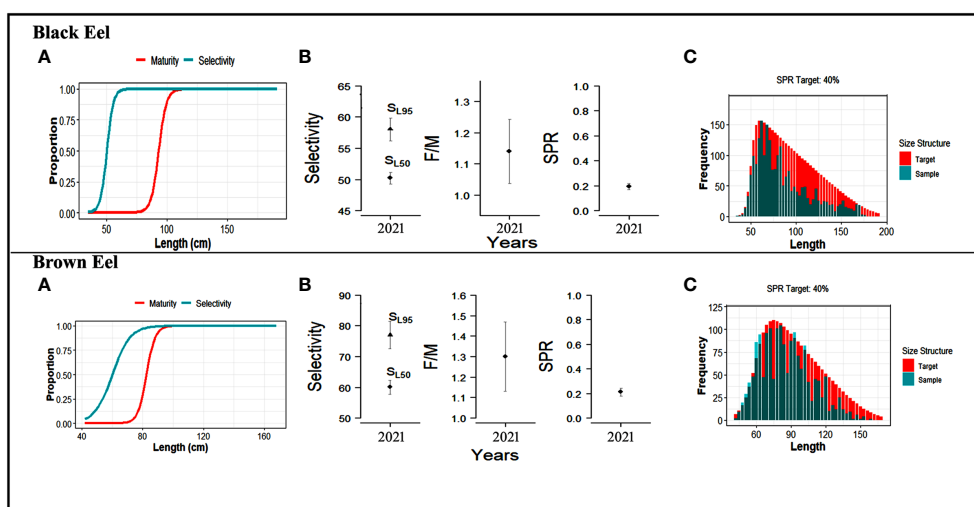 Black Eel
A
B
C
Maturity Selectivity
Proportion
1.00
0.75
0.50
0.25
0.00
50
100
150
Length (cm)
Selectivity
65
60
55
50
45
SL95
SL50
2021
F/M
1.3
1.2
1.1
1.0
2021
Years
SPR
1.0
0.8
0.6
0.4
0.2
0.0
2021
SPR Target: 40%
Frequency
150
100
50
0
50
100
150
200
Length
Size Structure
Target
Sample
Brown Eel
A
B
C
Maturity Selectivity
Proportion
1.00
0.75
0.50
0.25
0.00
40
80
120
160
Length (cm)
Selectivity
90
80
70
60
50
SL95
SL50
2021
F/M
1.6
1.5
1.4
1.3
1.2
1.1
1.0
2021
Years
SPR
1.0
0.8
0.6
0.4
0.2
0.0
2021
SPR Target: 40%
Frequency
125
100
75
50
25
0
60
90
120
150
Length
Size Structure
Target
Sample